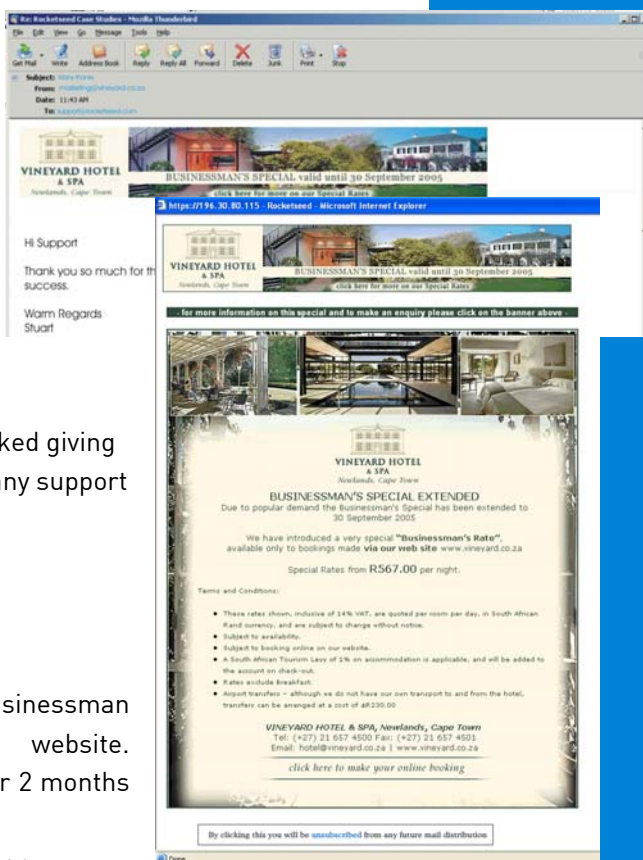 Re: Rocketseed Case Studies - Mozilla Thunderbird
File Edit View Go Message Tools Help
Get Mail Write Address Book Reply Reply All Forward Delete Junk Print Stop
Subject:
From: marketing@vineyard.co.za
Date: 11:43 AM
To: support@rocketseed.com
VINEYARD HOTEL
& SPA
Newlands, Cape Town
BUSINESSMAN'S SPECIAL valid until 30 September 2005
click here for more on our Special Rates
Hi Support
Thank you so much for th
success.
Warm Regards
Stuart
https://196.30.80.115 - Rocketseed - Microsoft Internet Explorer
VINEYARD HOTEL
& SPA
Newlands, Cape Town
BUSINESSMAN'S SPECIAL valid until 30 September 2005
click here for more on our Special Rates
- for more information on this special and to make an enquiry please click on the banner above -
VINEYARD HOTEL
& SPA
Newlands, Cape Town
BUSINESSMAN'S SPECIAL EXTENDED
Due to popular demand the Businessman's Special has been extended to
30 September 2005
We have introduced a very special "Businessman's Rate",
available only to bookings made via our web site www.vineyard.co.za
Special Rates from R567.00 per night.
Terms and Conditions:
• These rates shown, inclusive of 14% VAT, are quoted per room per day, in South African
Rand currency, and are subject to change without notice.
• Subject to availability.
• Subject to booking online on our website.
• A South African Tourism Levy of 1% on accommodation is applicable, and will be added to
the account on check-out.
• Rates exclude Breakfast.
• Airport transfers – although we do not have our own transport to and from the hotel,
transfers can be arranged at a cost of aR230.00
VINEYARD HOTEL & SPA, Newlands, Cape Town
Tel: (+27) 21 657 4500 Fax: (+27) 21 657 4501
Email: hotel@vineyard.co.za | www.vineyard.co.za
click here to make your online booking
By clicking this you will be unsubscribed from any future mail distribution
Done
ked giving
any support
sinessman
website.
r 2 months